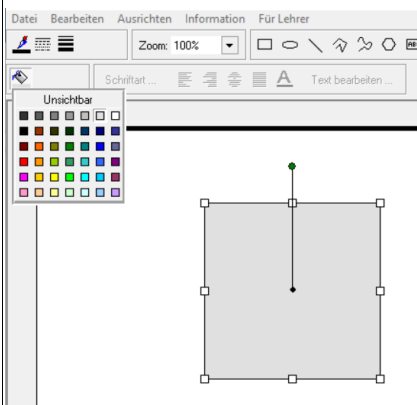 Datei Bearbeiten Ausrichten Information Für Lehrer
Zoom: 100%
Schriftart ... A Text bearbeiten ...
Unsichtbar